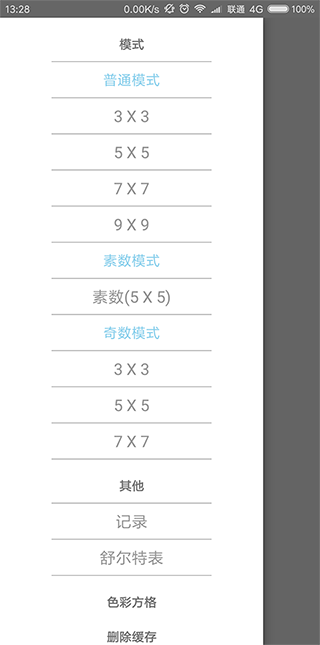 13:28 0.00K/s 联通 4G 100%
模式
普通模式
3 X 3
5 X 5
7 X 7
9 X 9
素数模式
素数(5 X 5)
奇数模式
3 X 3
5 X 5
7 X 7
其他
记录
舒尔特表
色彩方格
删除缓存